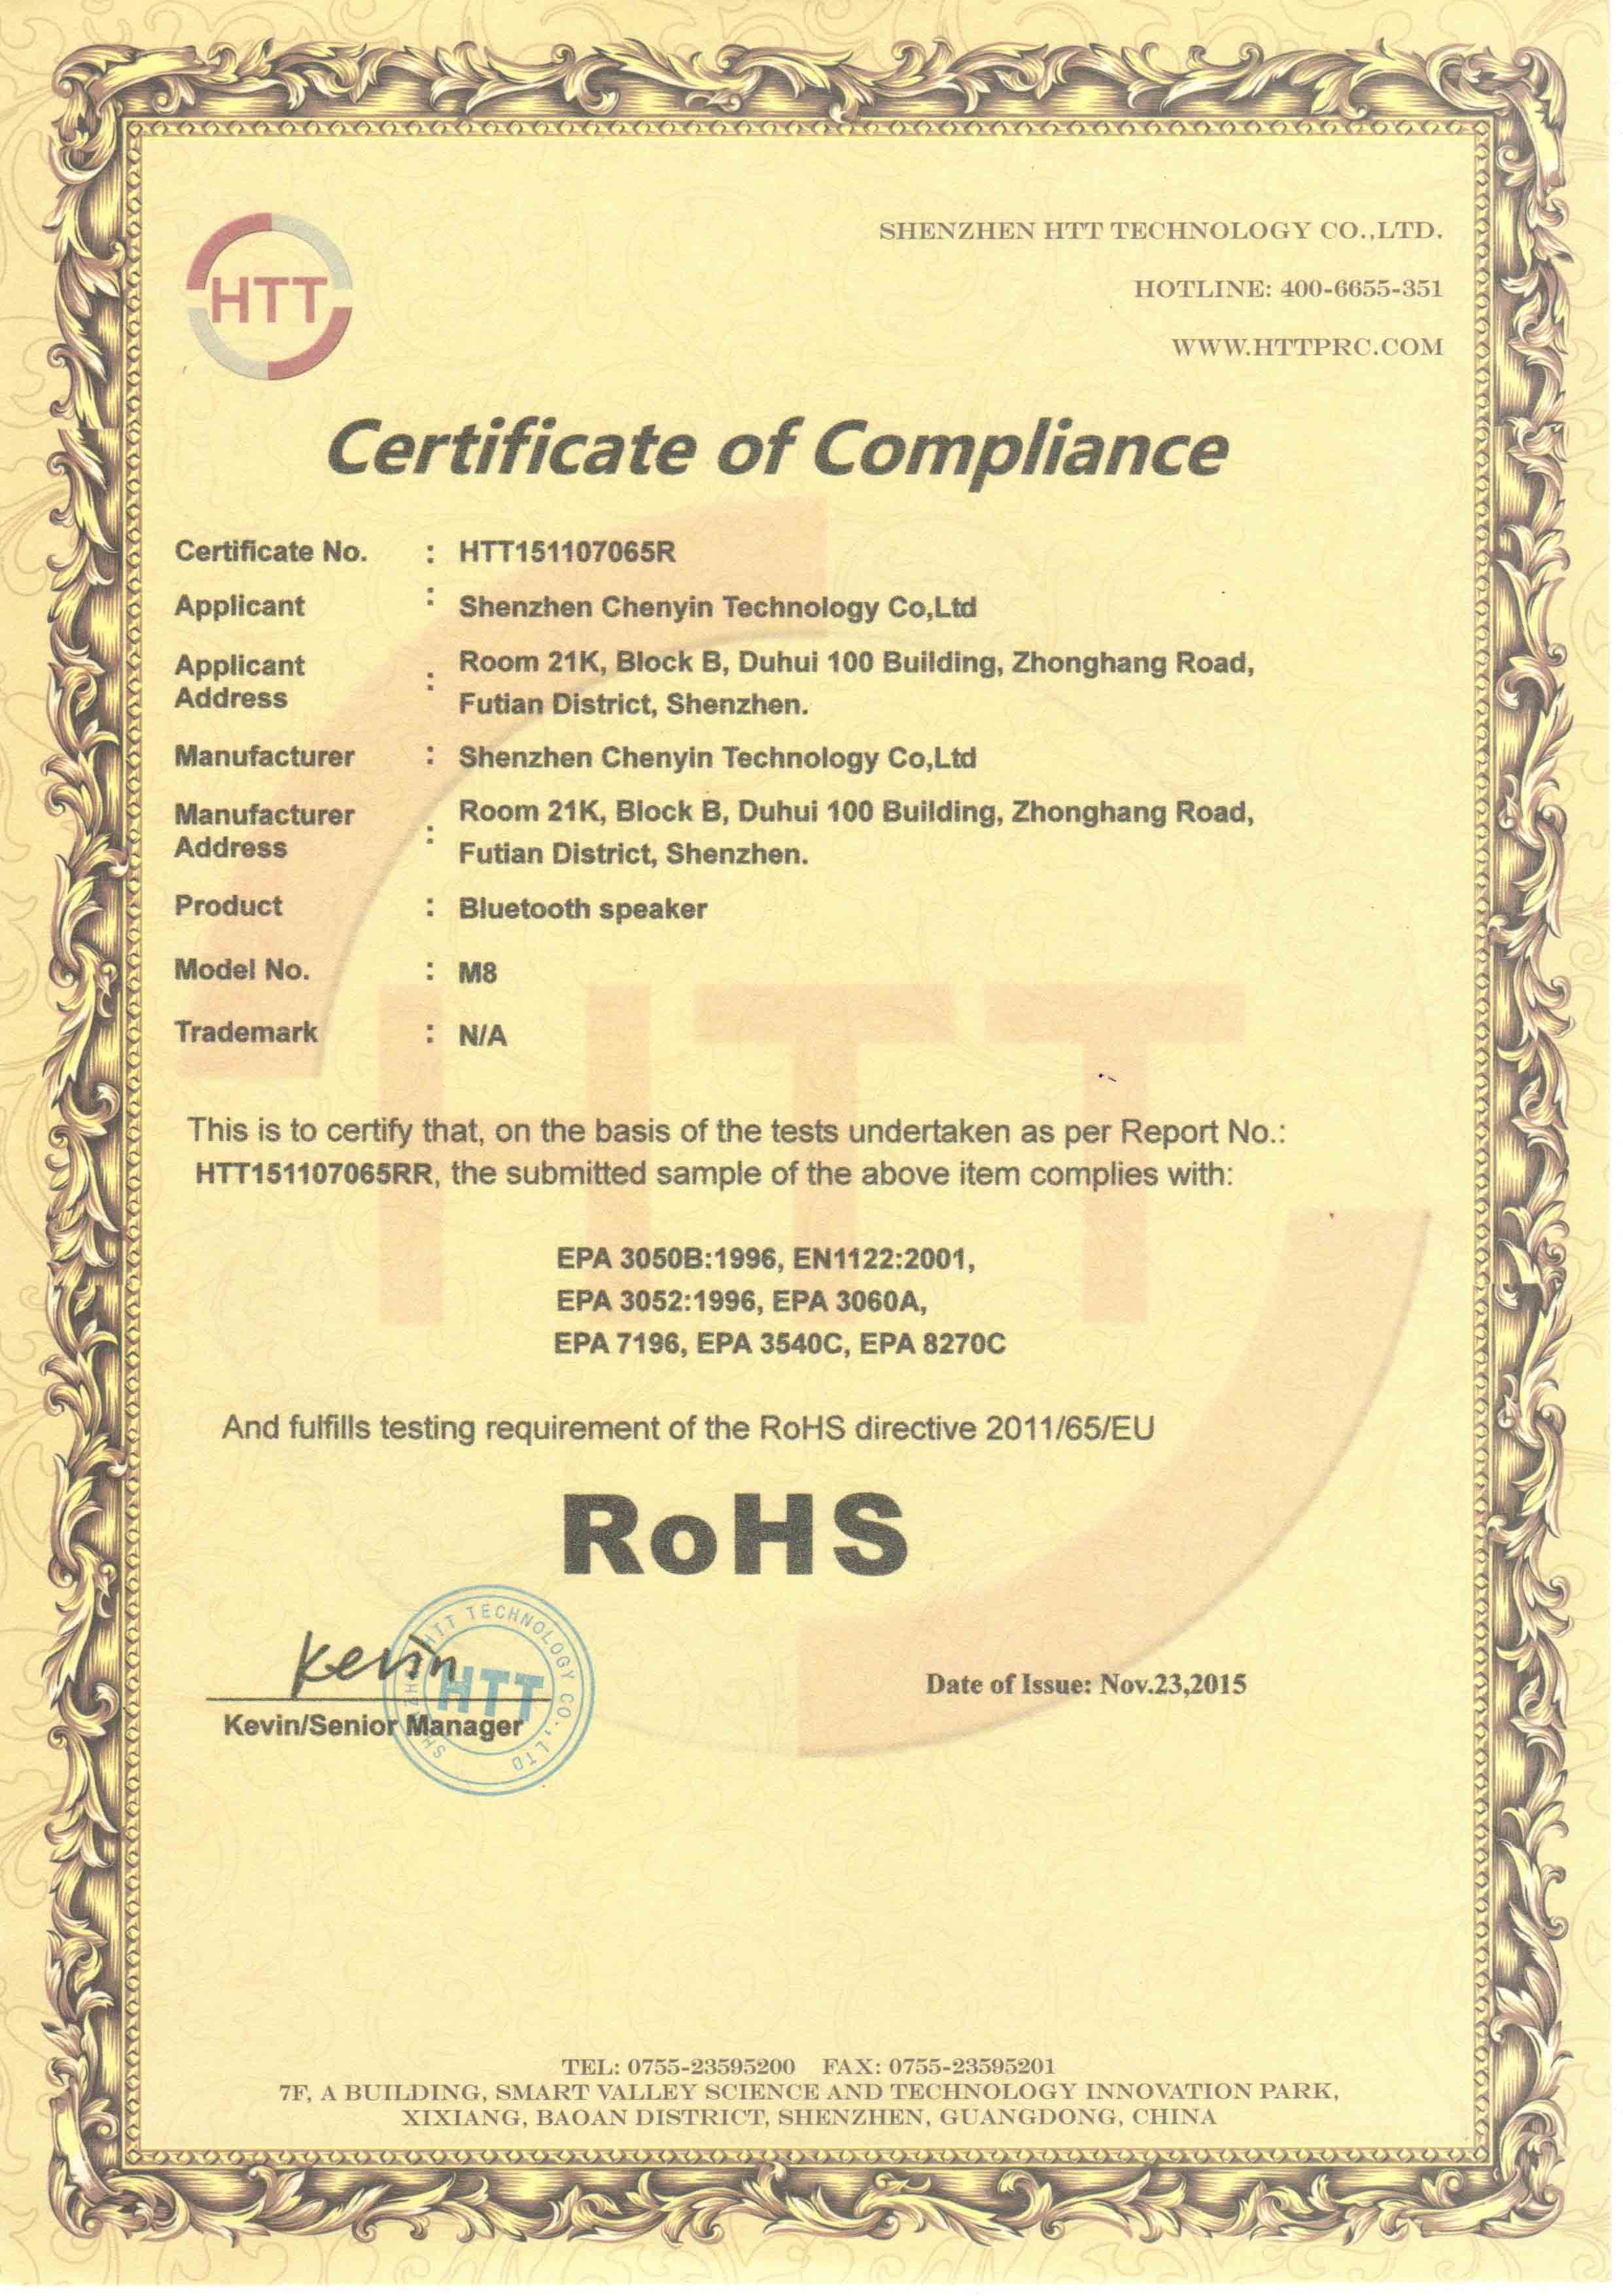 HTT
SHENZHEN HTT TECHNOLOGY CO.,LTD.
HOTLINE: 400-6655-351
WWW.HTTPRC.COM
Certificate of Compliance
Certificate No. : HTT151107065R
Applicant : Shenzhen Chenyin Technology Co,Ltd
Applicant Address : Room 21K, Block B, Duhui 100 Building, Zhonghang Road,
Futian District, Shenzhen.
Manufacturer : Shenzhen Chenyin Technology Co,Ltd
Manufacturer Address : Room 21K, Block B, Duhui 100 Building, Zhonghang Road,
Futian District, Shenzhen.
Product : Bluetooth speaker
Model No. : M8
Trademark : N/A
HTT
This is to certify that, on the basis of the tests undertaken as per Report No.:
HTT151107065RR, the submitted sample of the above item complies with:
EPA 3050B:1996, EN1122:2001,
EPA 3052:1996, EPA 3060A,
EPA 7196, EPA 3540C, EPA 8270C
And fulfills testing requirement of the RoHS directive 2011/65/EU
RoHS
Kevin
SHENZHEN HTT TECHNOLOGY CO.,LTD
HTT
Kevin/Senior Manager
Date of Issue: Nov.23,2015
TEL: 0755-23595200 FAX: 0755-23595201
7F, A BUILDING, SMART VALLEY SCIENCE AND TECHNOLOGY INNOVATION PARK,
XIXIANG, BAOAN DISTRICT, SHENZHEN, GUANGDONG, CHINA